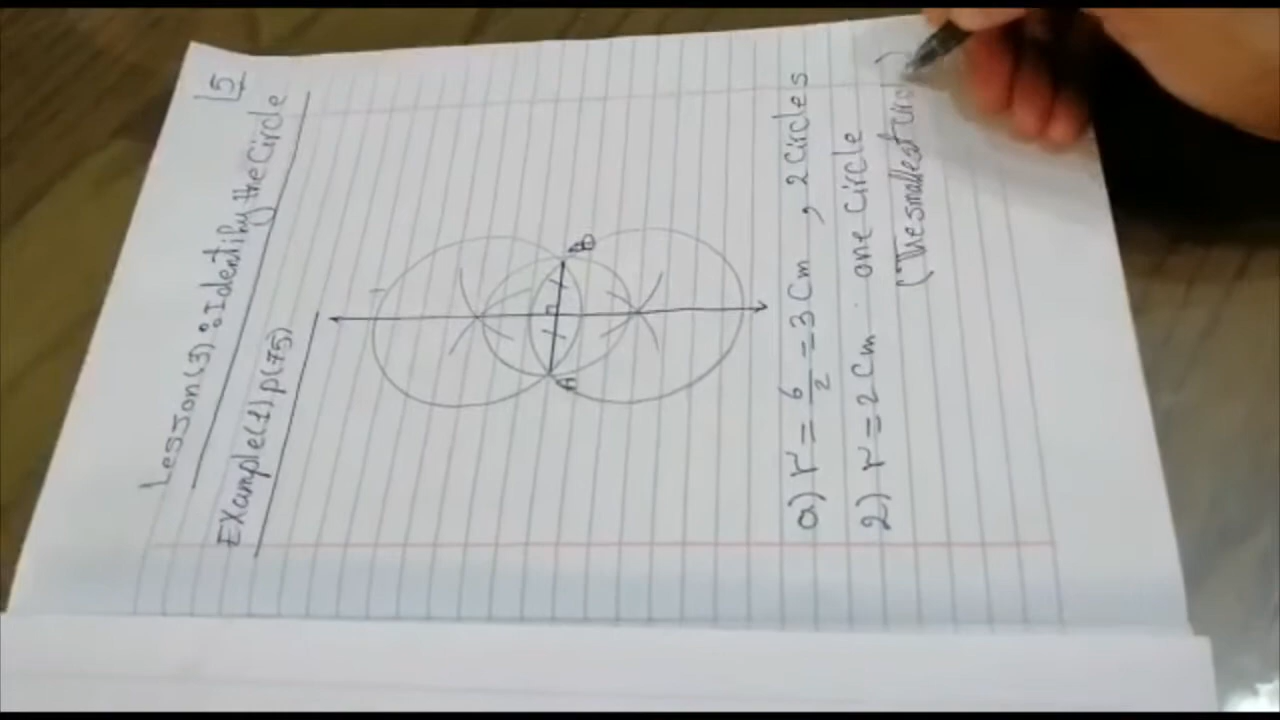 5
Lesson(3): Identify the Circle
Example(1) p(75)
A B
a) r = 6/2 = 3 cm , 2 circles
2) r = 2 cm one circle
(The smallest circle)